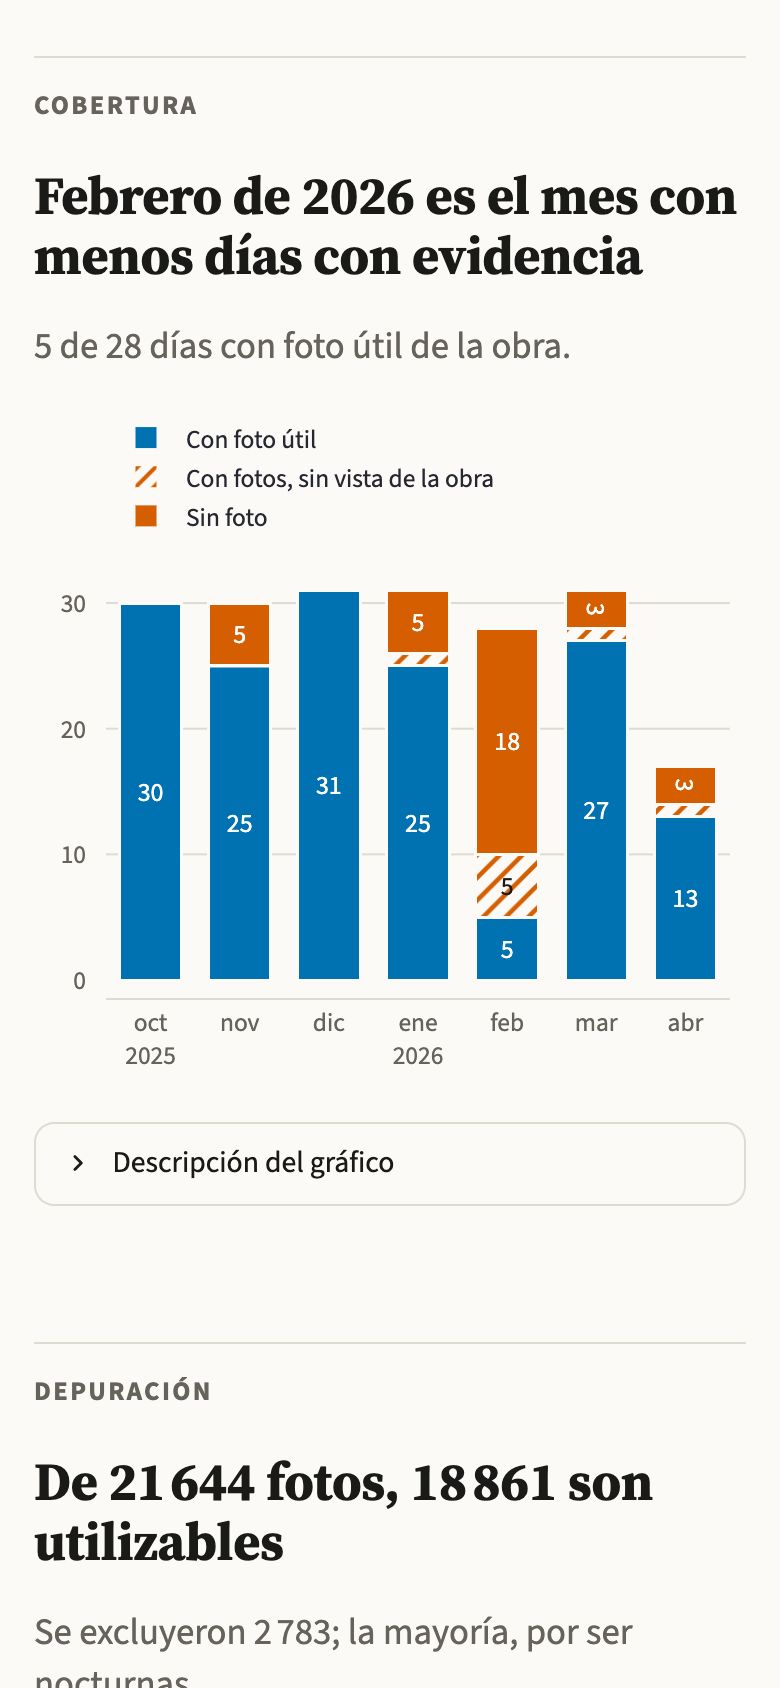 COBERTURA
Febrero de 2026 es el mes con
menos días con evidencia
5 de 28 días con foto útil de la obra.
Con foto útil
Con fotos, sin vista de la obra
Sin foto
30
20
10
0
30
5
25
31
5
25
18
5
5
3
27
3
13
oct
2025
nov
dic
ene
2026
feb
mar
abr
Descripción del gráfico
DEPURACIÓN
De 21 644 fotos, 18 861 son
utilizables
Se excluyeron 2 783; la mayoría, por ser
nocturnas